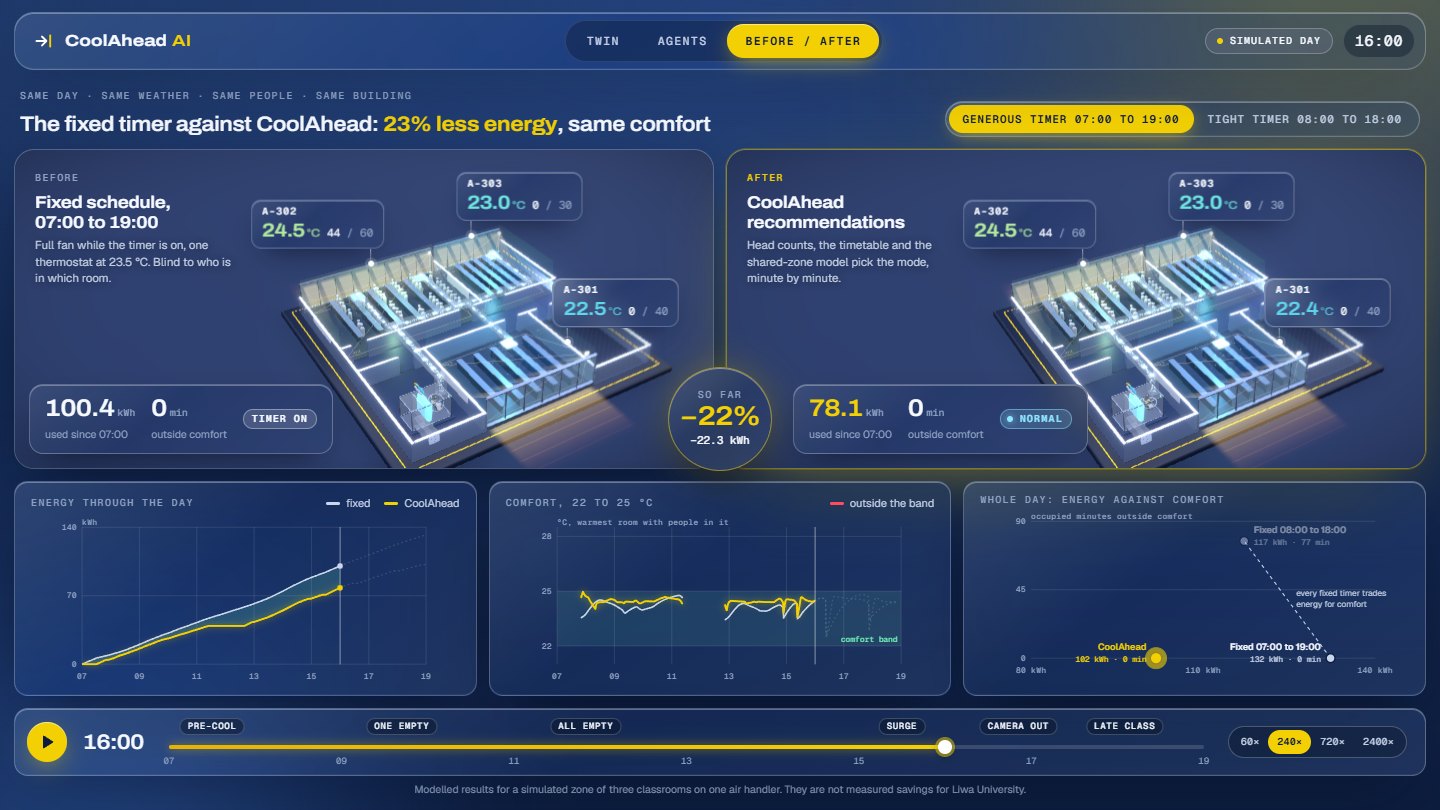 CoolAhead AI
TWIN
AGENTS
BEFORE / AFTER
SIMULATED DAY
16:00
SAME DAY · SAME WEATHER · SAME PEOPLE · SAME BUILDING
The fixed timer against CoolAhead: 23% less energy, same comfort
GENEROUS TIMER 07:00 TO 19:00
TIGHT TIMER 08:00 TO 18:00
BEFORE
Fixed schedule,
07:00 to 19:00
Full fan while the timer is on, one
thermostat at 23.5 °C. Blind to who is
in which room.
A-302
24.5°C 44 / 60
A-303
23.0°C 0 / 30
A-301
22.5°C 0 / 40
100.4 kWh
used since 07:00
0 min
outside comfort
TIMER ON
SO FAR
−22%
−22.3 kWh
AFTER
CoolAhead
recommendations
Head counts, the timetable and the
shared-zone model pick the mode,
minute by minute.
A-302
24.5°C 44 / 60
A-303
23.0°C 0 / 30
A-301
22.4°C 0 / 40
78.1 kWh
used since 07:00
0 min
outside comfort
NORMAL
ENERGY THROUGH THE DAY
fixed
CoolAhead
kWh
140
70
0
07 09 11 13 15 17 19
COMFORT, 22 TO 25 °C
outside the band
°C, warmest room with people in it
28
25
22
comfort band
07 09 11 13 15 17 19
WHOLE DAY: ENERGY AGAINST COMFORT
occupied minutes outside comfort
90
45
0
Fixed 08:00 to 18:00
117 kWh · 77 min
every fixed timer trades
energy for comfort
CoolAhead
102 kWh · 0 min
Fixed 07:00 to 19:00
132 kWh · 0 min
80 kWh
110 kWh
140 kWh
16:00
PRE-COOL
ONE EMPTY
ALL EMPTY
SURGE
CAMERA OUT
LATE CLASS
07 09 11 13 15 17 19
60×
240×
720×
2400×
Modelled results for a simulated zone of three classrooms on one air handler. They are not measured savings for Liwa University.